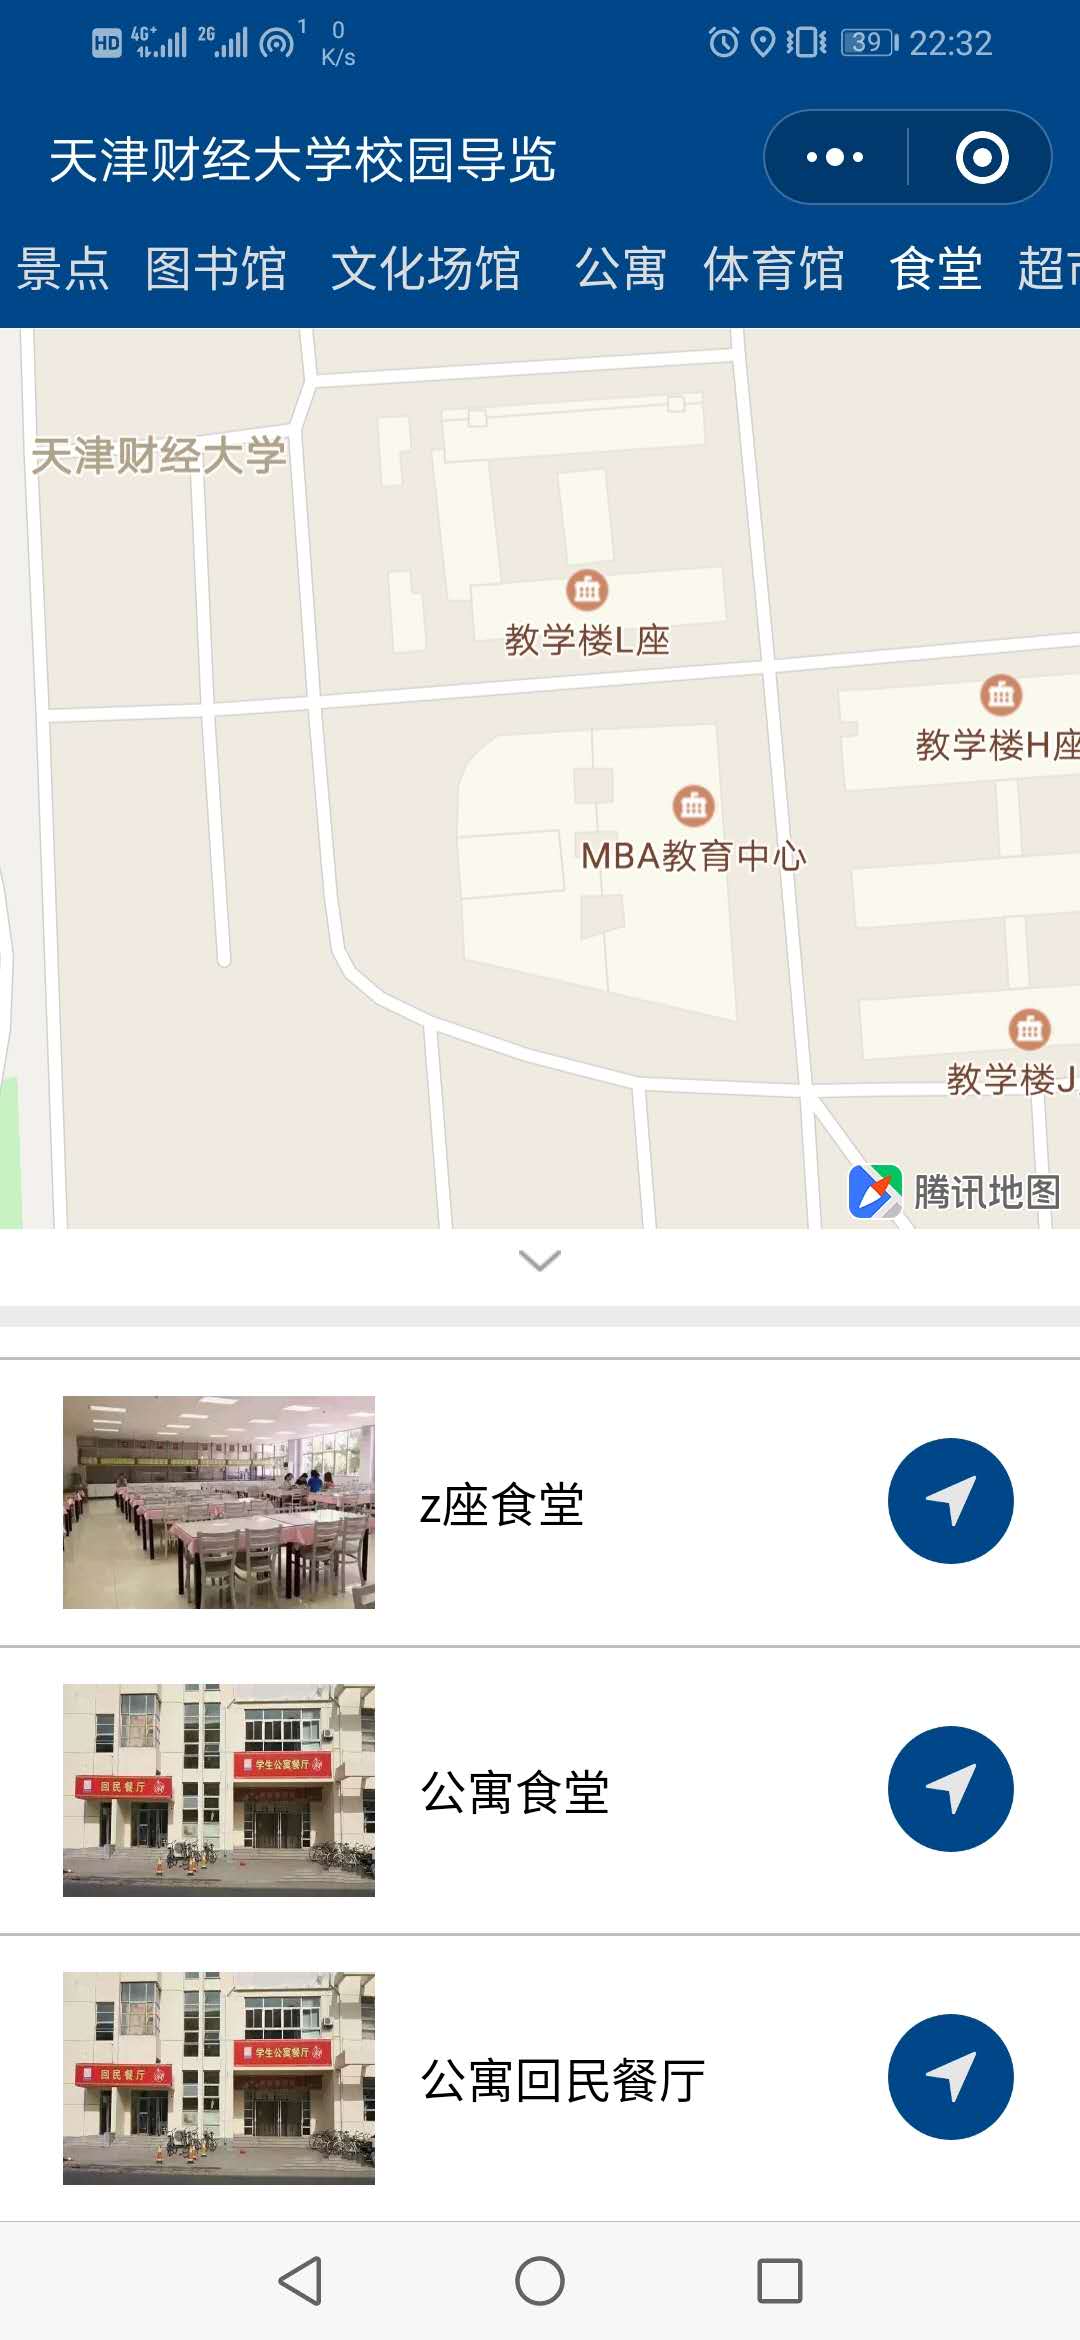 HD 4G+ 2G 1 0 K/s 39 22:32
天津财经大学校园导览
景点 图书馆 文化场馆 公寓 体育馆 食堂 超市
天津财经大学
教学楼L座
教学楼H座
MBA教育中心
教学楼J
腾讯地图
z座食堂
学生公寓餐厅
回民餐厅
公寓食堂
学生公寓餐厅
回民餐厅
公寓回民餐厅